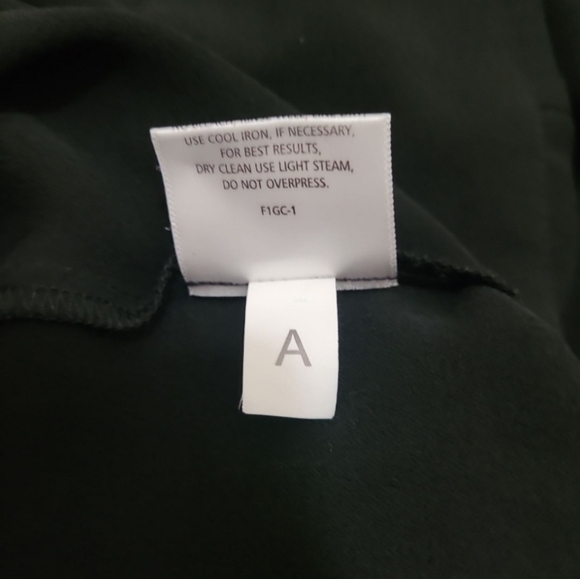 USE COOL IRON, IF NECESSARY,
FOR BEST RESULTS,
DRY CLEAN USE LIGHT STEAM,
DO NOT OVERPRESS.
F1GC-1
A